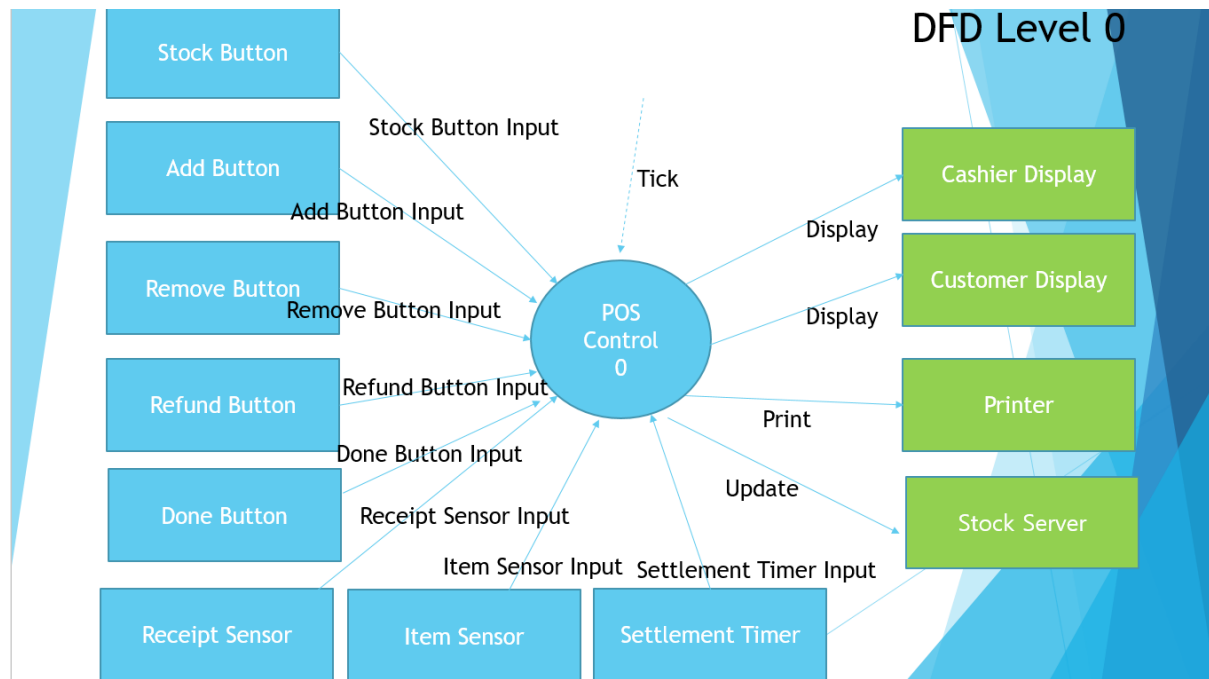 DFD Level 0
Stock Button
Stock Button Input
Add Button
Tick
Cashier Display
Add Button Input
Display
Remove Button
Customer Display
Remove Button Input
POS
Control
0
Display
Refund Button Input
Refund Button
Print
Printer
Done Button Input
Update
Done Button
Receipt Sensor Input
Stock Server
Item Sensor Input
Settlement Timer Input
Receipt Sensor
Item Sensor
Settlement Timer